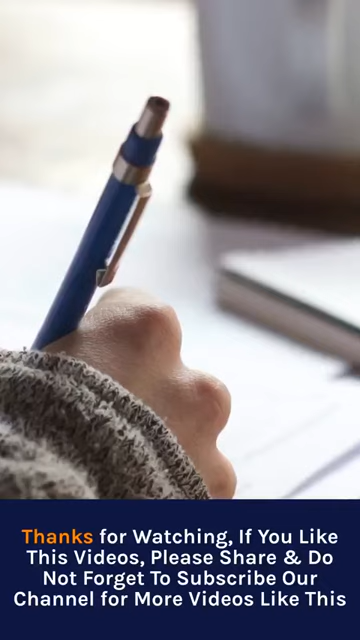 Thanks for Watching, If You Like
This Videos, Please Share & Do
Not Forget To Subscribe Our
Channel for More Videos Like This